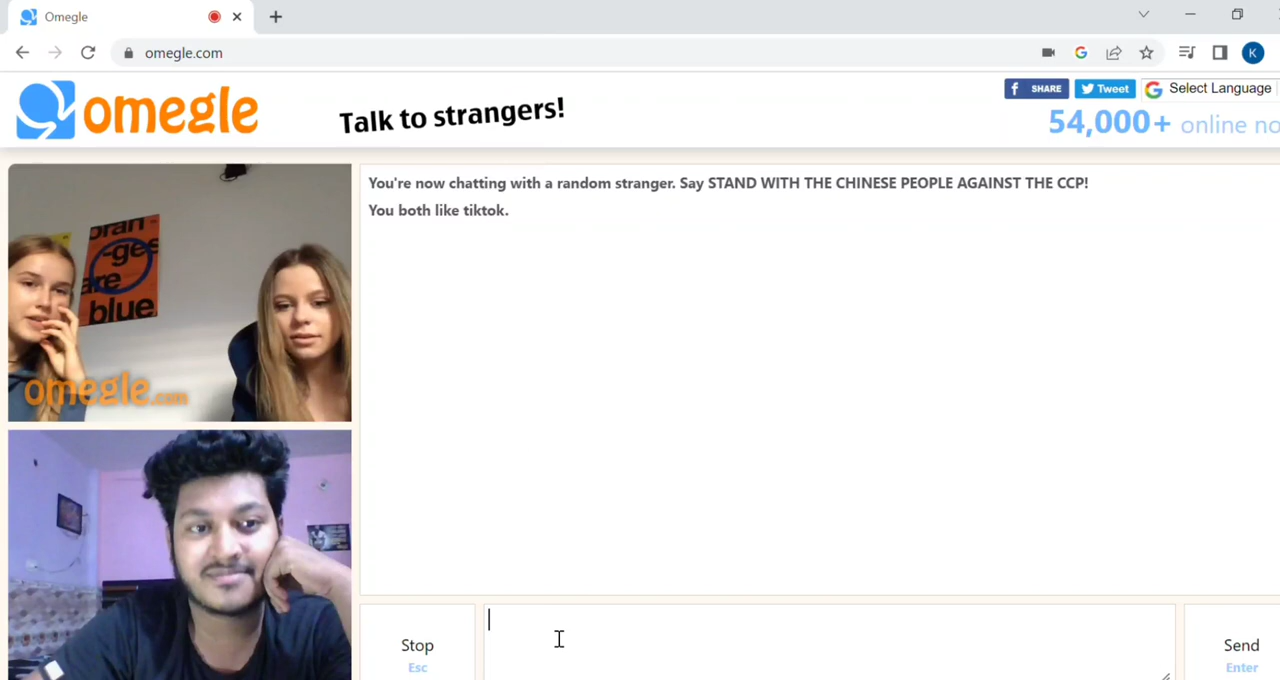 Omegle
omegle.com
K
omegle
Talk to strangers!
f SHARE
Tweet
G Select Language
54,000+ online no
You're now chatting with a random stranger. Say STAND WITH THE CHINESE PEOPLE AGAINST THE CCP!
You both like tiktok.
oran
-ges
are
blue
omegle.com
Stop
Esc
Send
Enter